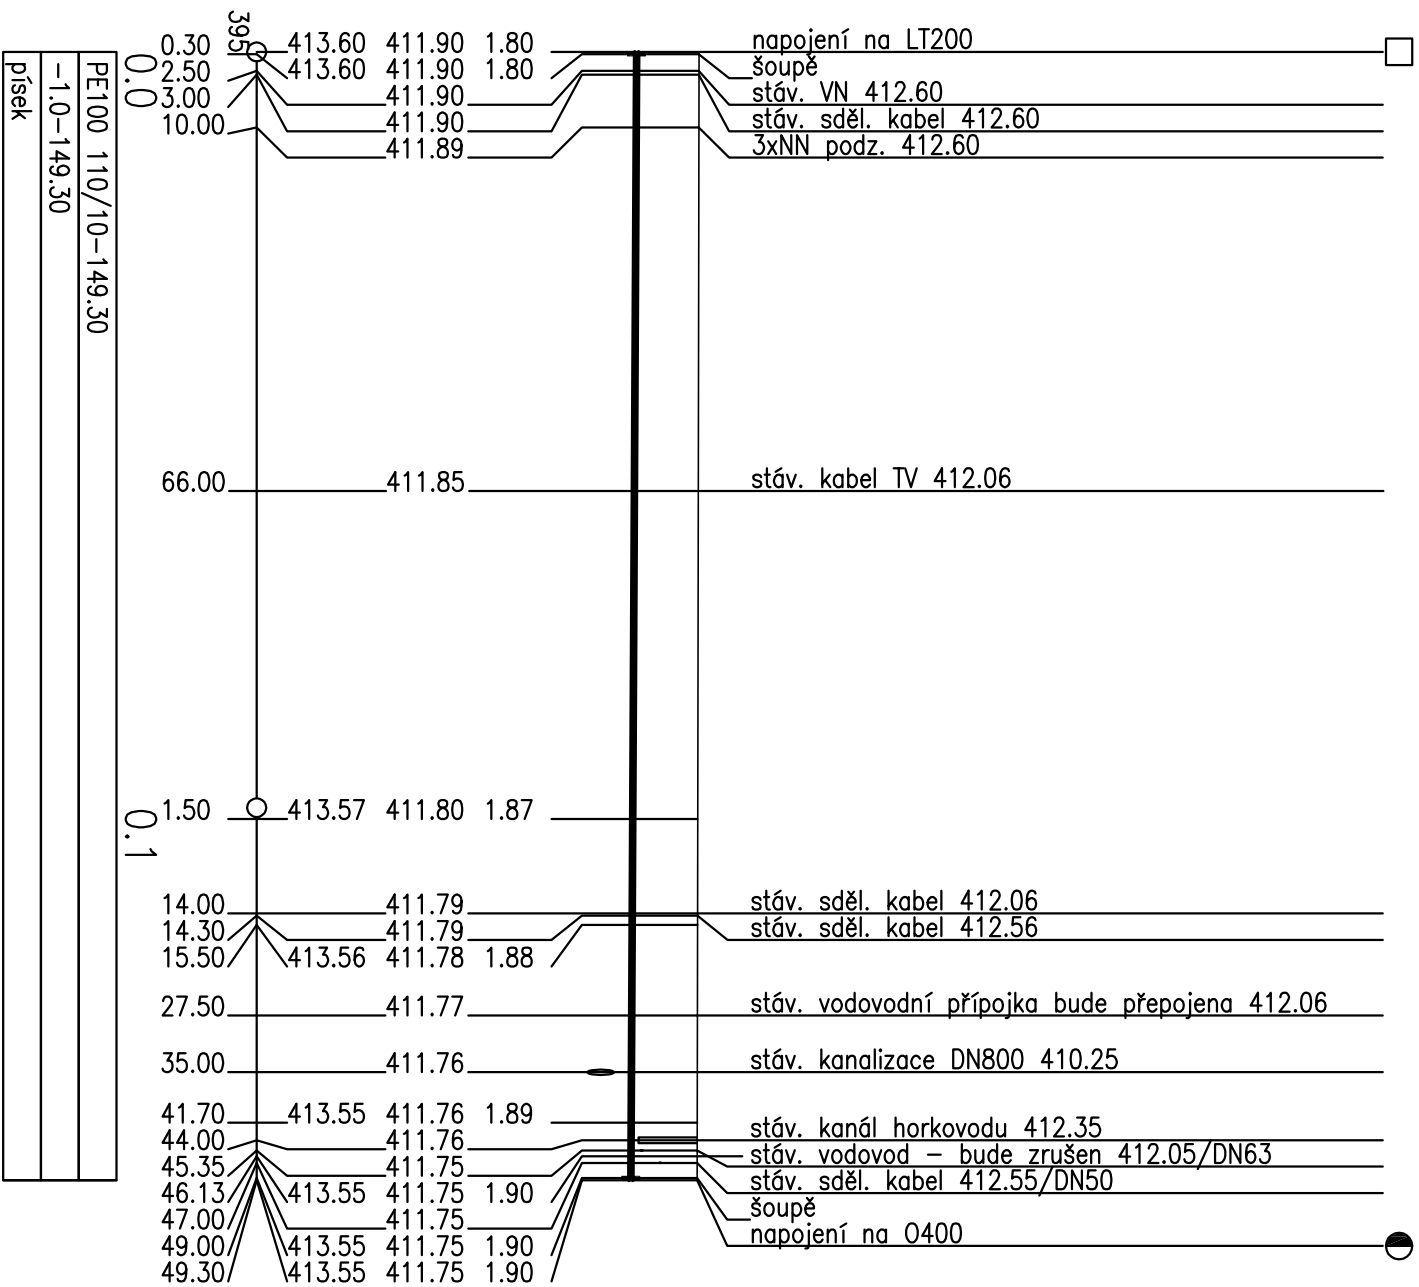 395
0.30 413.60 411.90 1.80 napojení na LT200
413.60 411.90 1.80 šoupě
2.50 411.90 stáv. VN 412.60
3.00 411.90 stáv. sděl. kabel 412.60
10.00 411.89 3xNN podz. 412.60
0.0
PE100 110/10-149.30
-1.0-149.30
písek
66.00 411.85 stáv. kabel TV 412.06
1.50 413.57 411.80 1.87
0.1
14.00 411.79 stáv. sděl. kabel 412.06
14.30 411.79 stáv. sděl. kabel 412.56
15.50 413.56 411.78 1.88
27.50 411.77 stáv. vodovodní přípojka bude přepojena 412.06
35.00 411.76 stáv. kanalizace DN800 410.25
41.70 413.55 411.76 1.89
44.00 411.76 stáv. kanál horkovodu 412.35
45.35 411.75 stáv. vodovod – bude zrušen 412.05/DN63
46.13 413.55 411.75 1.90 stáv. sděl. kabel 412.55/DN50
47.00 411.75 šoupě
49.00 413.55 411.75 1.90 napojení na O400
49.30 413.55 411.75 1.90